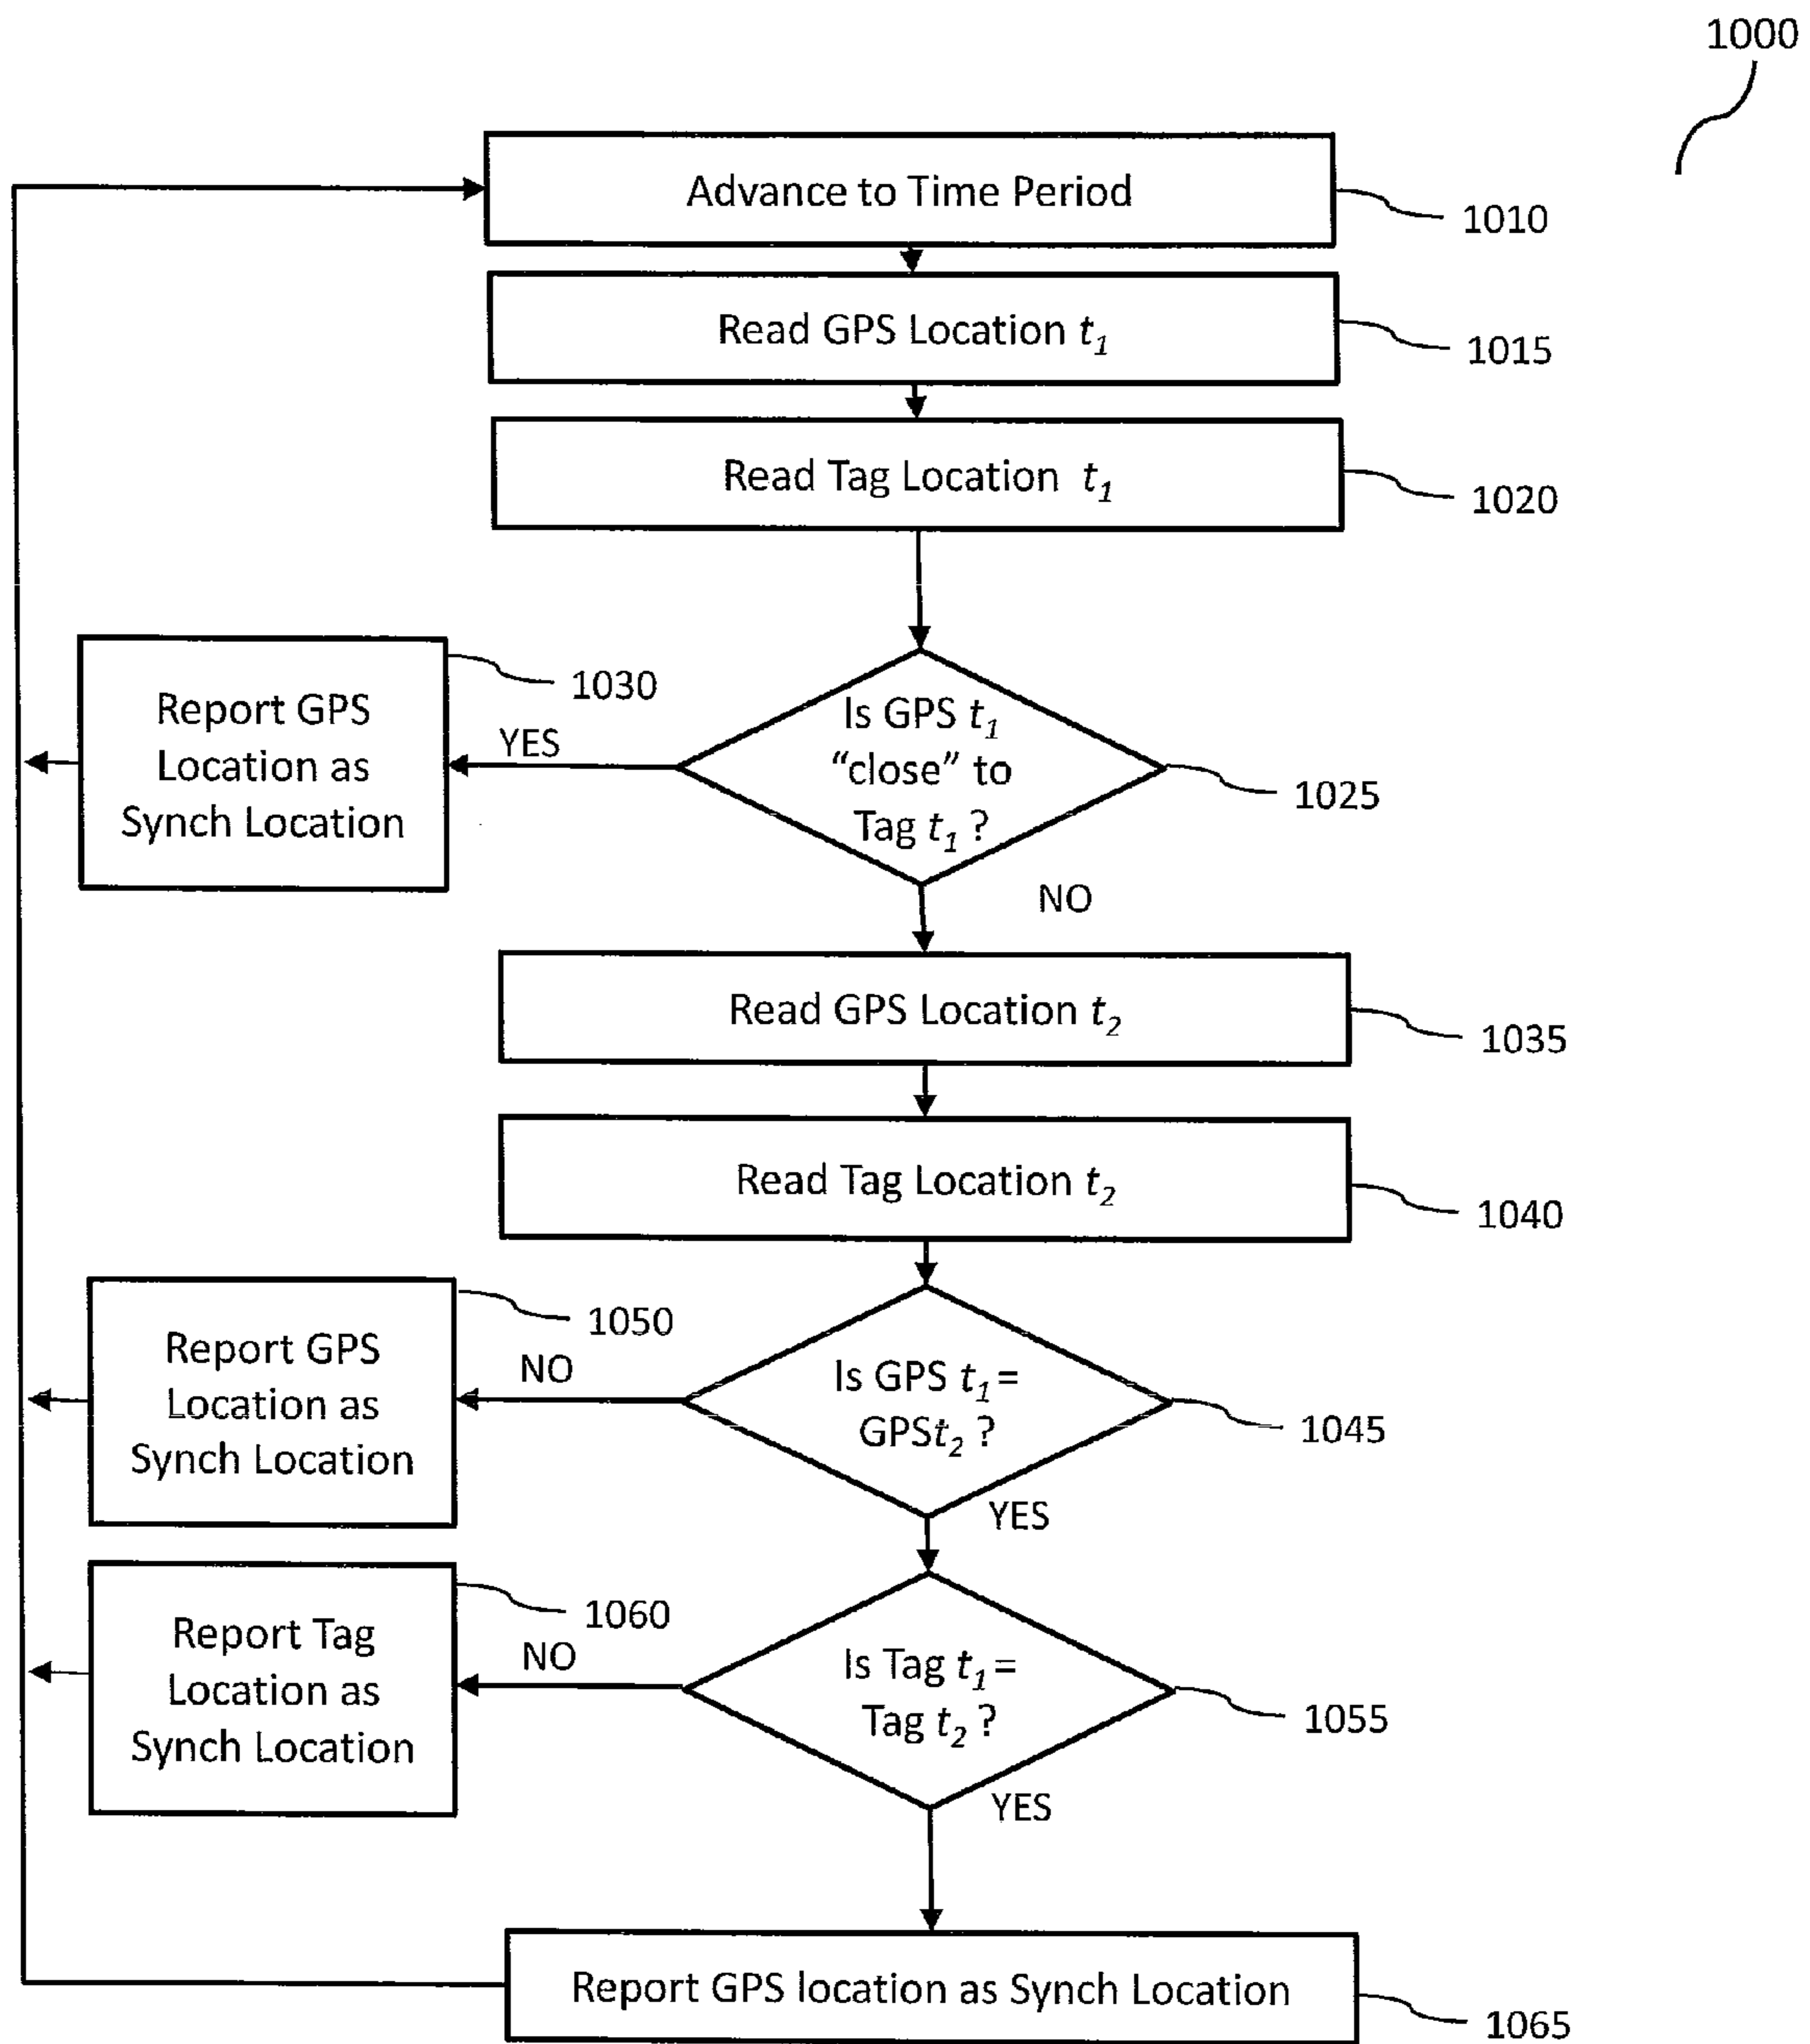 1000
Advance to Time Period
1010
Read GPS Location t₁
1015
Read Tag Location t₁
1020
Is GPS t₁
“close” to
Tag t₁ ?
1025
YES
Report GPS
Location as
Synch Location
1030
NO
Read GPS Location t₂
1035
Read Tag Location t₂
1040
Is GPS t₁ =
GPSt₂ ?
1045
NO
Report GPS
Location as
Synch Location
1050
YES
Is Tag t₁ =
Tag t₂ ?
1055
NO
Report Tag
Location as
Synch Location
1060
YES
Report GPS location as Synch Location
1065